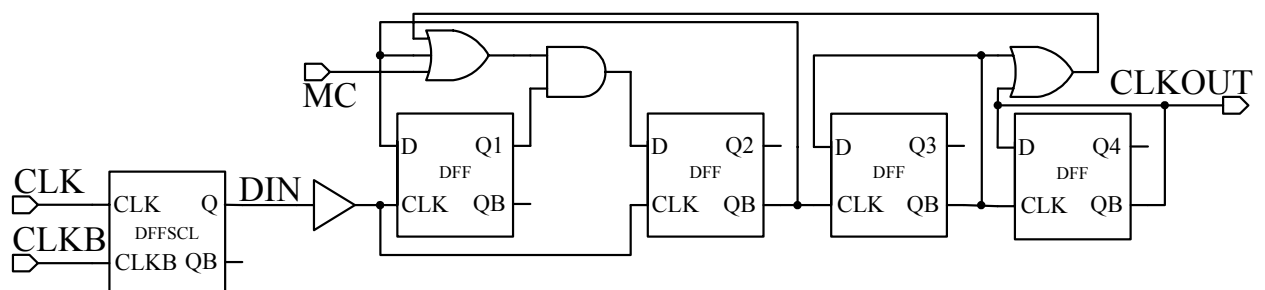 MC
CLKOUT
D Q1
DFF
CLK QB
D Q2
DFF
CLK QB
D Q3
DFF
CLK QB
D Q4
DFF
CLK QB
CLK
CLKB
CLK Q
DFFSCL
CLKB QB
DIN